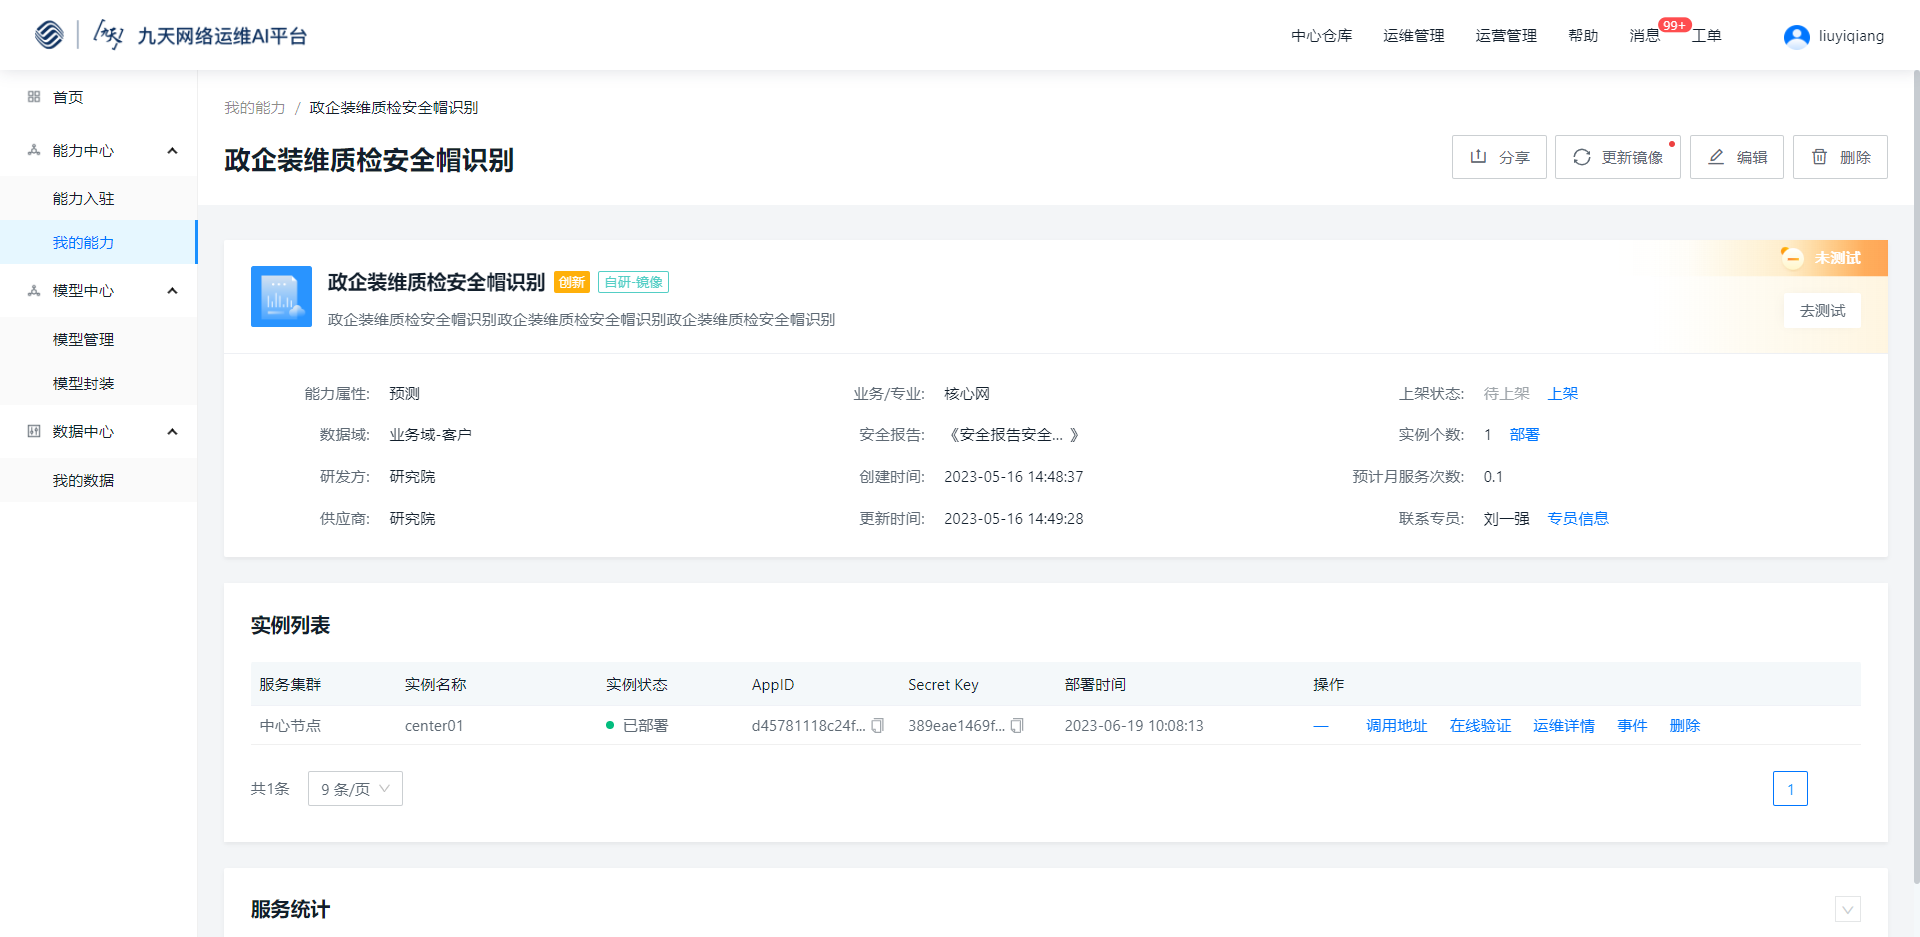 九天 九天网络运维AI平台 中心仓库 运维管理 运营管理 帮助 消息 99+ 工单 liuyiqiang
首页
能力中心
能力入驻
我的能力
模型中心
模型管理
模型封装
数据中心
我的数据
我的能力 / 政企装维质检安全帽识别
政企装维质检安全帽识别 分享 更新镜像 编辑 删除
政企装维质检安全帽识别 创新 自研-镜像 未测试
政企装维质检安全帽识别政企装维质检安全帽识别政企装维质检安全帽识别 去测试
能力属性: 预测 业务/专业: 核心网 上架状态: 待上架 上架
数据域: 业务域-客户 安全报告: 《安全报告安全... 》 实例个数: 1 部署
研发方: 研究院 创建时间: 2023-05-16 14:48:37 预计月服务次数: 0.1
供应商: 研究院 更新时间: 2023-05-16 14:49:28 联系专员: 刘一强 专员信息
实例列表
服务集群 实例名称 实例状态 AppID Secret Key 部署时间 操作
中心节点 center01 已部署 d45781118c24f... 389eae1469f... 2023-06-19 10:08:13 — 调用地址 在线验证 运维详情 事件 删除
共1条 9 条/页 1
服务统计